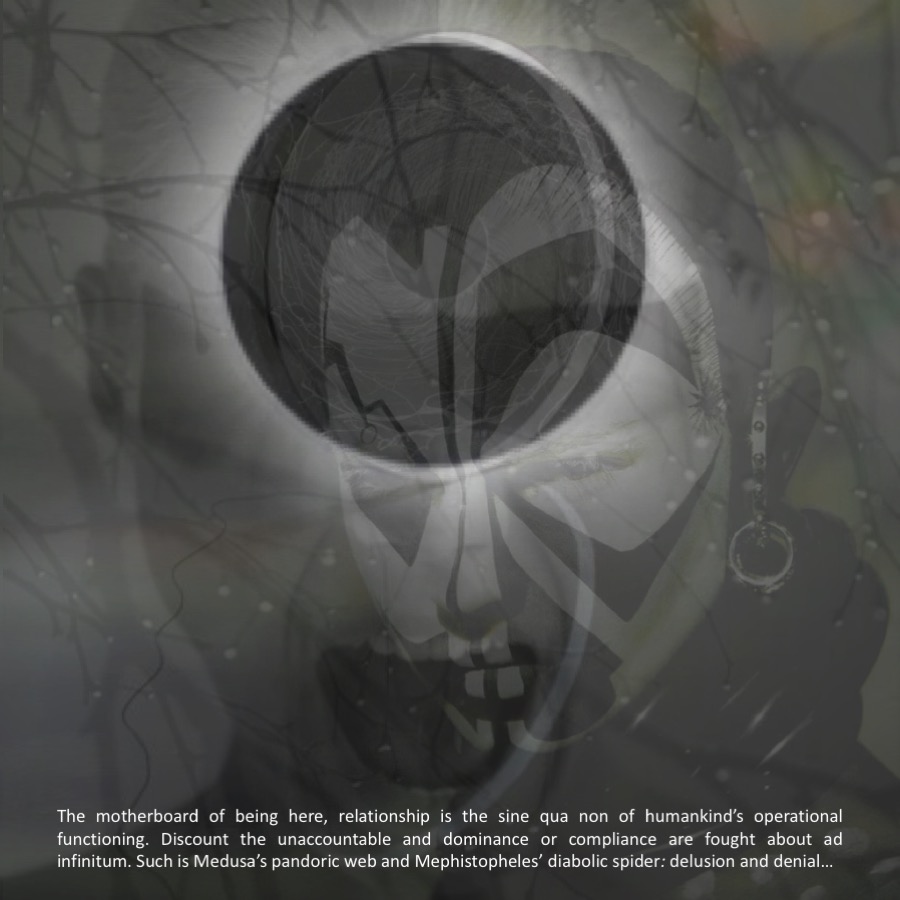 The motherboard of being here, relationship is the sine qua non of humankind’s operational
functioning. Discount the unaccountable and dominance or compliance are fought about ad
infinitum. Such is Medusa’s pandoric web and Mephistopheles’ diabolic spider: delusion and denial…